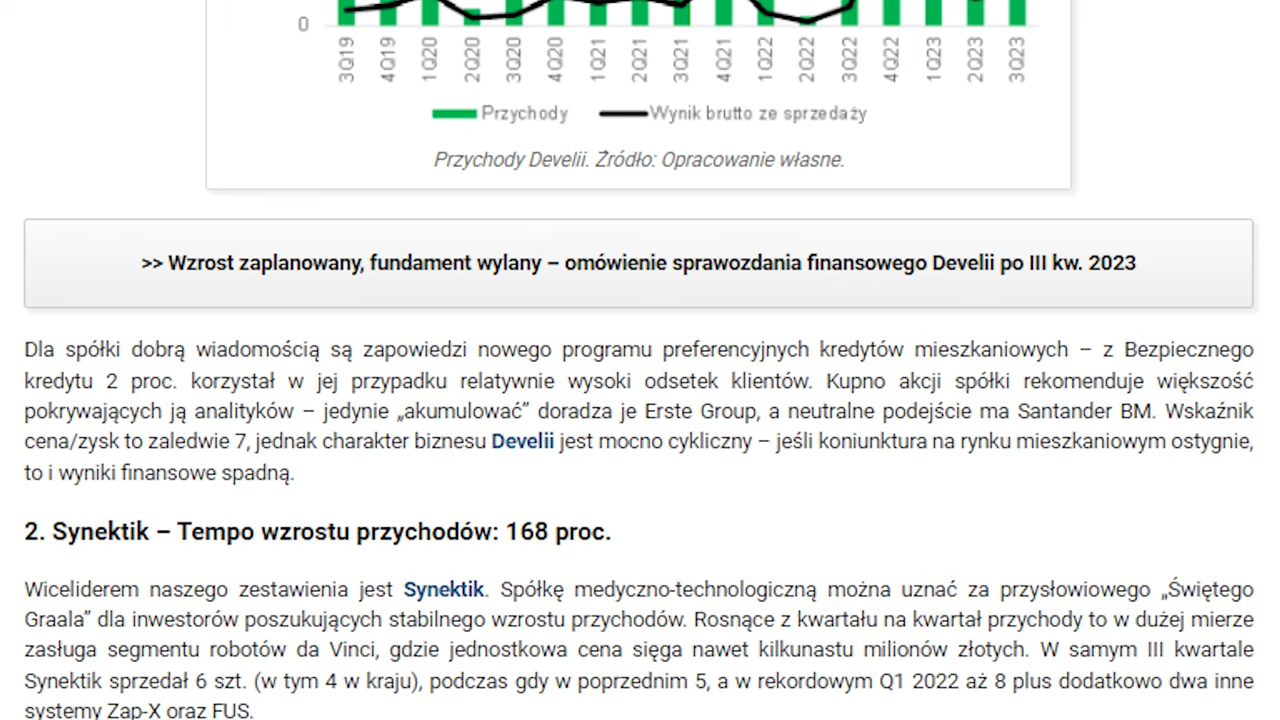 0
3Q19 4Q19 1Q20 2Q20 3Q20 4Q20 1Q21 2Q21 3Q21 4Q21 1Q22 2Q22 3Q22 4Q22 1Q23 2Q23 3Q23
Przychody Wynik brutto ze sprzedaży
Przychody Develii. Źródło: Opracowanie własne.
>> Wzrost zaplanowany, fundament wylany – omówienie sprawozdania finansowego Develii po III kw. 2023
Dla spółki dobrą wiadomością są zapowiedzi nowego programu preferencyjnych kredytów mieszkaniowych – z Bezpiecznego
kredytu 2 proc. korzystał w jej przypadku relatywnie wysoki odsetek klientów. Kupno akcji spółki rekomenduje większość
pokrywających ją analityków – jedynie „akumulować” doradza je Erste Group, a neutralne podejście ma Santander BM. Wskaźnik
cena/zysk to zaledwie 7, jednak charakter biznesu Develii jest mocno cykliczny – jeśli koniunktura na rynku mieszkaniowym ostygnie,
to i wyniki finansowe spadną.
2. Synektik – Tempo wzrostu przychodów: 168 proc.
Wiceliderem naszego zestawienia jest Synektik. Spółkę medyczno-technologiczną można uznać za przysłowiowego „Świętego
Graala” dla inwestorów poszukujących stabilnego wzrostu przychodów. Rosnące z kwartału na kwartał przychody to w dużej mierze
zasługa segmentu robotów da Vinci, gdzie jednostkowa cena sięga nawet kilkunastu milionów złotych. W samym III kwartale
Synektik sprzedał 6 szt. (w tym 4 w kraju), podczas gdy w poprzednim 5, a w rekordowym Q1 2022 aż 8 plus dodatkowo dwa inne
systemy Zap-X oraz FUS.